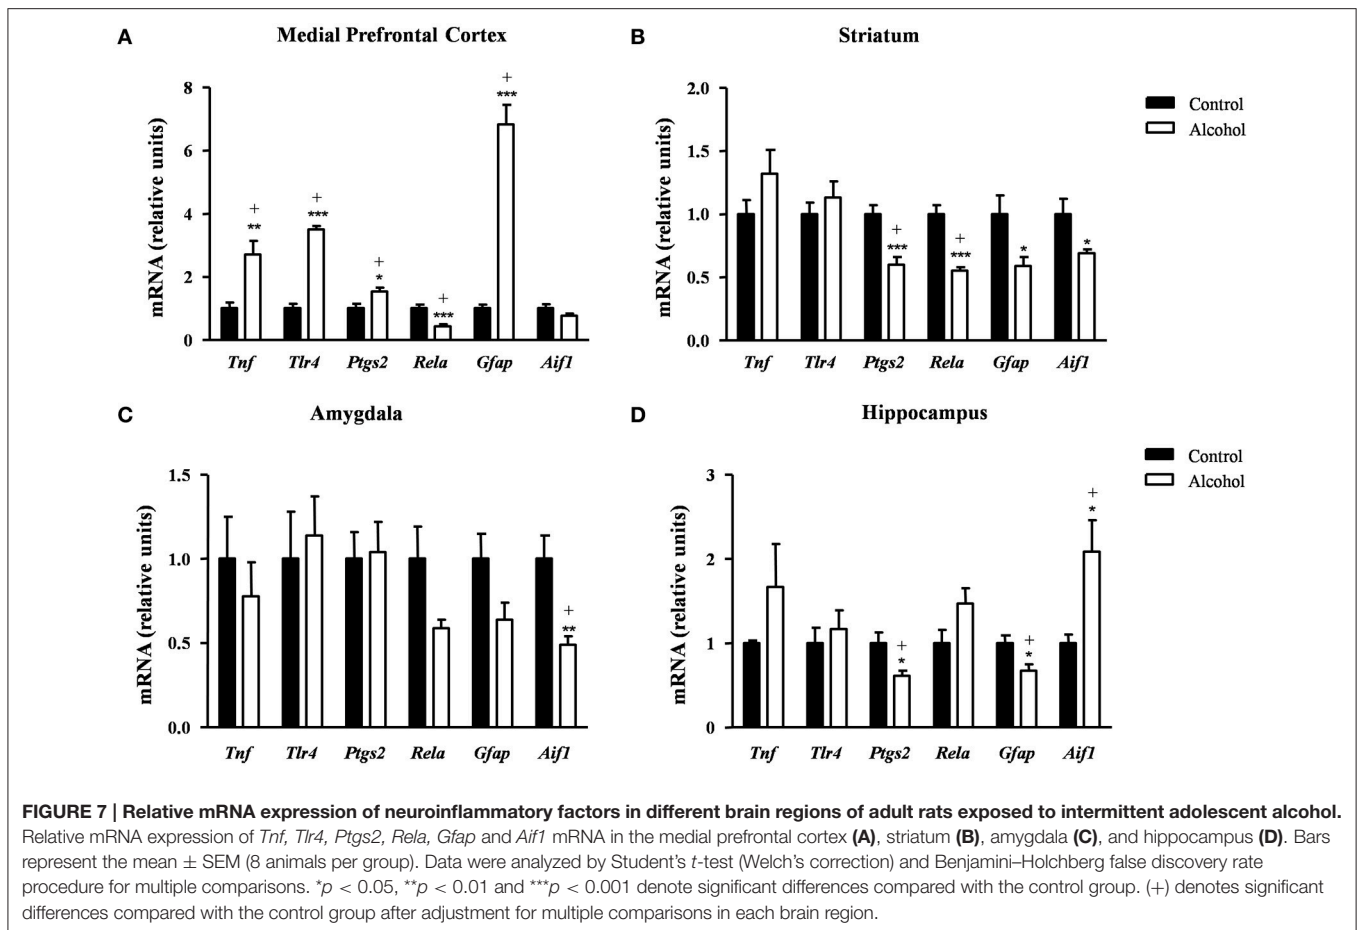 A
Medial Prefrontal Cortex
mRNA (relative units)
8
6
4
2
0
+
**
+
***
+
*
+
***
+
***
Tnf Tlr4 Ptgs2 Rela Gfap Aif1
B
Striatum
mRNA (relative units)
2.0
1.5
1.0
0.5
0.0
+
***
+
***
*
*
Tnf Tlr4 Ptgs2 Rela Gfap Aif1
Control
Alcohol
C
Amygdala
mRNA (relative units)
1.5
1.0
0.5
0.0
+
**
Tnf Tlr4 Ptgs2 Rela Gfap Aif1
D
Hippocampus
mRNA (relative units)
3
2
1
0
+
*
+
*
+
*
Tnf Tlr4 Ptgs2 Rela Gfap Aif1
Control
Alcohol
FIGURE 7 | Relative mRNA expression of neuroinflammatory factors in different brain regions of adult rats exposed to intermittent adolescent alcohol.
Relative mRNA expression of Tnf, Tlr4, Ptgs2, Rela, Gfap and Aif1 mRNA in the medial prefrontal cortex (A), striatum (B), amygdala (C), and hippocampus (D). Bars
represent the mean ± SEM (8 animals per group). Data were analyzed by Student's t-test (Welch's correction) and Benjamini–Holchberg false discovery rate
procedure for multiple comparisons. *p < 0.05, **p < 0.01 and ***p < 0.001 denote significant differences compared with the control group. (+) denotes significant
differences compared with the control group after adjustment for multiple comparisons in each brain region.